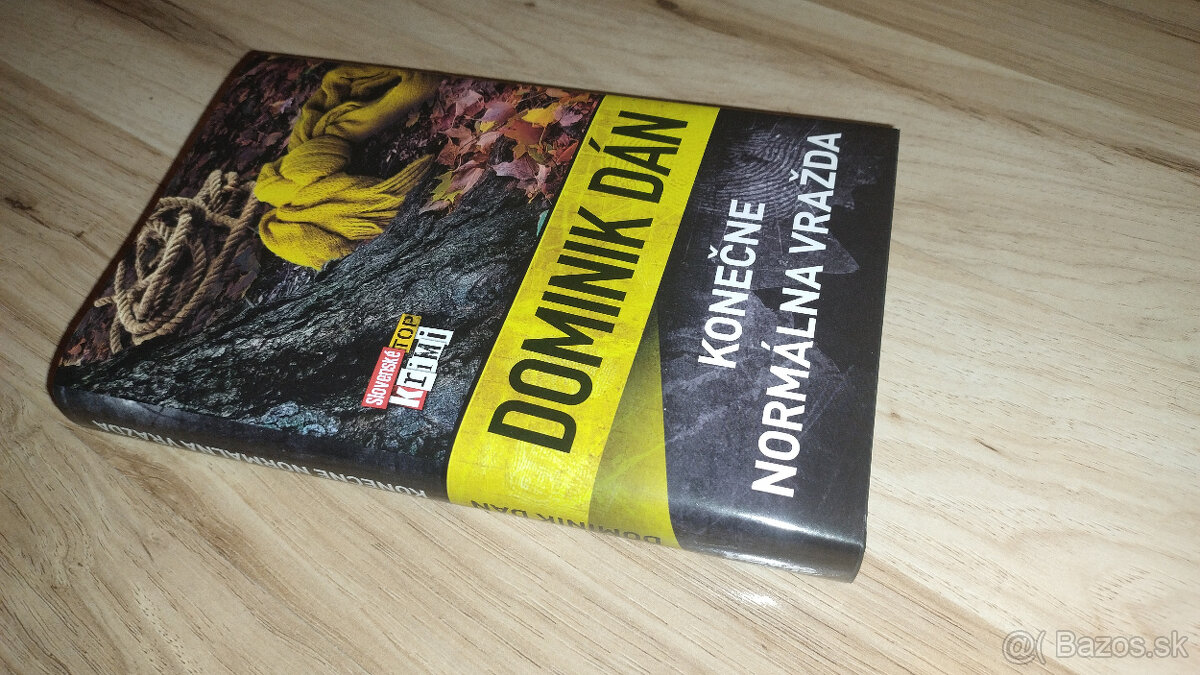 DOMINIK DÁN
KONEČNE
NORMÁLNA VRAŽDA
Slovenské
TOP
KRiMi
KONEČNE NORMÁLNA VRAŽDA
DOMINIK DÁN
@( Bazos.sk